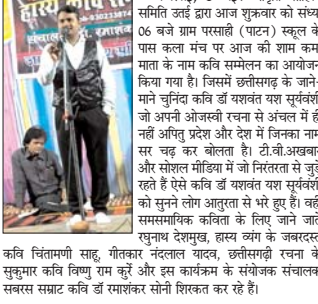 हास्य कवि
समिति उतई द्वारा आज शुक्रवार को संध्य
06 बजे ग्राम परसाही (पाटन) स्कूल के
पास कला मंच पर आज की शाम कम
माता के नाम कवि सम्मेलन का आयोजन
किया गया है। जिसमें छत्तीसगढ़ के जाने-
माने चुनिंदा कवि डॉ यशवंत यश सूर्यवंशी
जो अपनी ओजस्वी रचना से अंचल में ही
नहीं अपितु प्रदेश और देश में जिनका नाम
सर चढ़ कर बोलता है। टी.वी.अखबार
और सोशल मीडिया में जो निरंतरता से जुड़े
रहते हैं ऐसे कवि डॉ यशवंत यश सूर्यवंशी
को सुनने लोग आतुरता से भरे हुए हैं। वहीं
समसमायिक कविता के लिए जाने जाते
रघुनाथ देशमुख, हास्य व्यंग के जबरदस्त
कवि चिंतामणी साहू, गीतकार नंदलाल यादव, छत्तीसगढ़ी रचना के
सुकुमार कवि विष्णु राम कुर्रे और इस कार्यक्रम के संयोजक संचालक
सबरस सम्राट कवि डॉ रमाशंकर सोनी शिरकत कर रहे हैं।